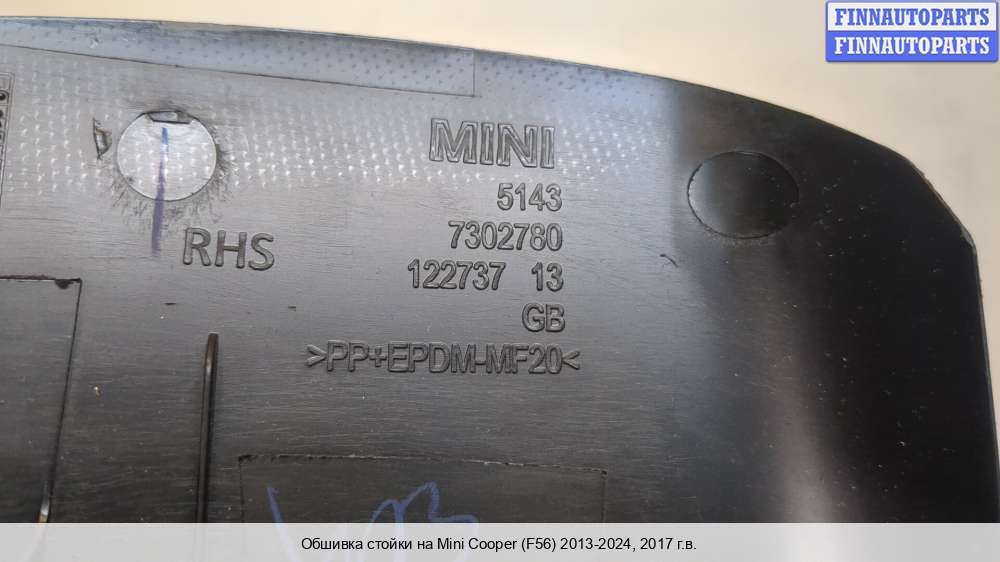 FINNAUTOPARTS
FINNAUTOPARTS
MINI
5143
7302780
RHS
122737 13
GB
>PP+EPDM-MF20<
Обшивка стойки на Mini Cooper (F56) 2013-2024, 2017 г.в.